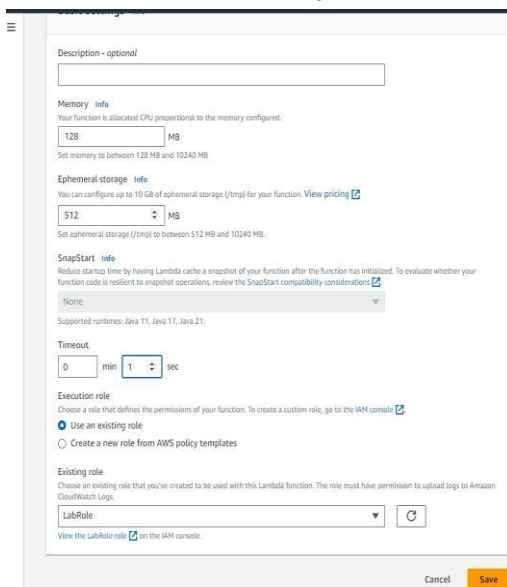 Basic settings Info
Description - optional
Memory Info
Your function is allocated CPU proportional to the memory configured.
128 MB
Set memory to between 128 MB and 10240 MB
Ephemeral storage Info
You can configure up to 10 GB of ephemeral storage (/tmp) for your function. View pricing
512 MB
Set ephemeral storage (/tmp) to between 512 MB and 10240 MB.
SnapStart Info
Reduce startup time by having Lambda cache a snapshot of your function after the function has initialized. To evaluate whether your
function code is resilient to snapshot operations, review the SnapStart compatibility considerations.
None
Supported runtimes: Java 11, Java 17, Java 21.
Timeout
0 min 1 sec
Execution role
Choose a role that defines the permissions of your function. To create a custom role, go to the IAM console.
Use an existing role
Create a new role from AWS policy templates
Existing role
Choose an existing role that you've created to be used with this Lambda function. The role must have permission to upload logs to Amazon
CloudWatch Logs.
LabRole
View the LabRole role on the IAM console.
Cancel Save